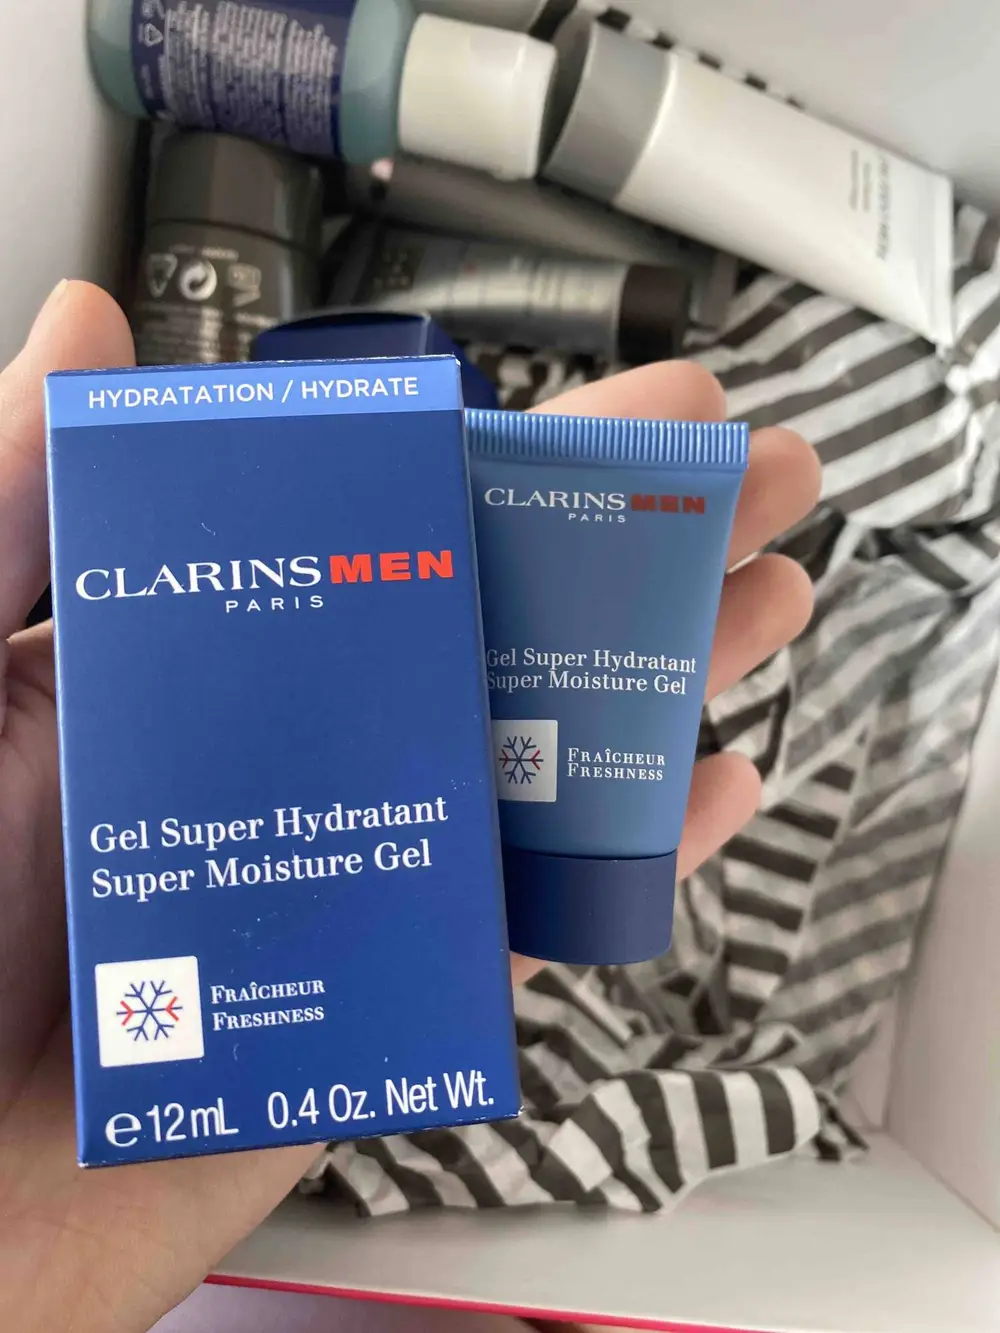 HYDRATATION / HYDRATE
CLARINSMEN
PARIS
Gel Super Hydratant
Super Moisture Gel
FRAÎCHEUR
FRESHNESS
e12mL 0.4 Oz. Net Wt.
CLARINSMEN
PARIS
Gel Super Hydratant
Super Moisture Gel
FRAÎCHEUR
FRESHNESS